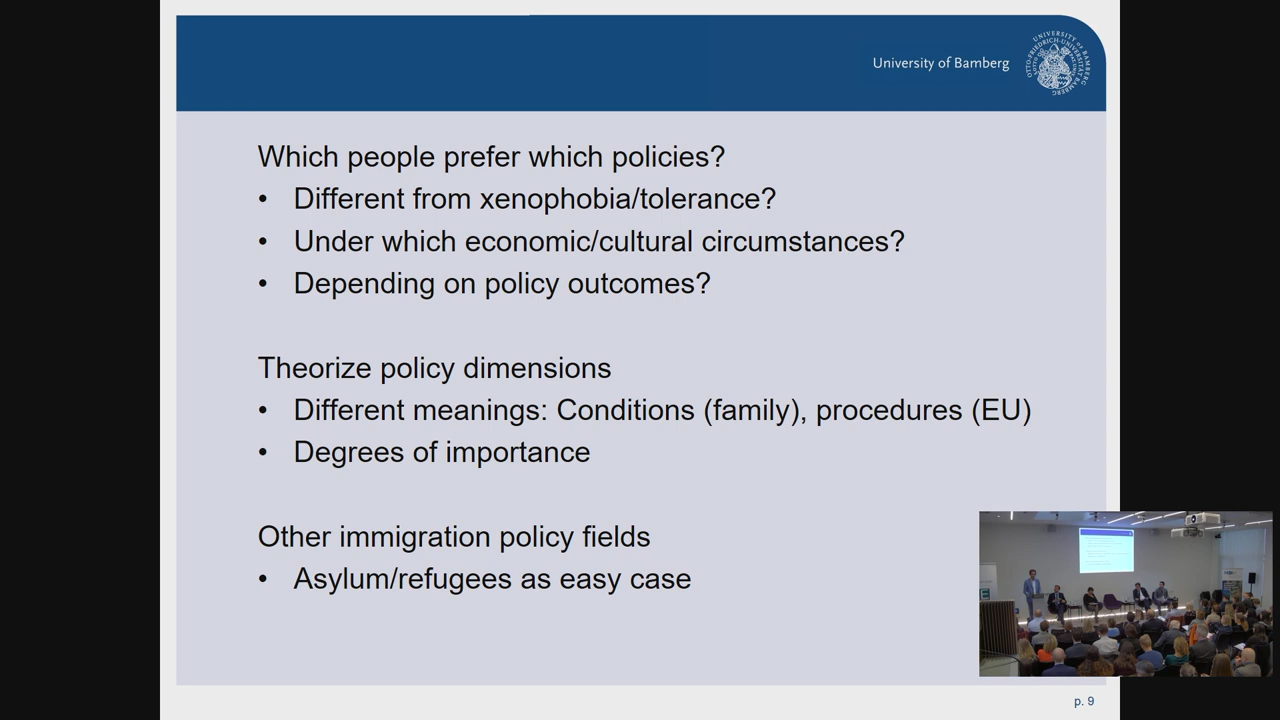 University of Bamberg
Which people prefer which policies?
• Different from xenophobia/tolerance?
• Under which economic/cultural circumstances?
• Depending on policy outcomes?
Theorize policy dimensions
• Different meanings: Conditions (family), procedures (EU)
• Degrees of importance
Other immigration policy fields
• Asylum/refugees as easy case
p. 9